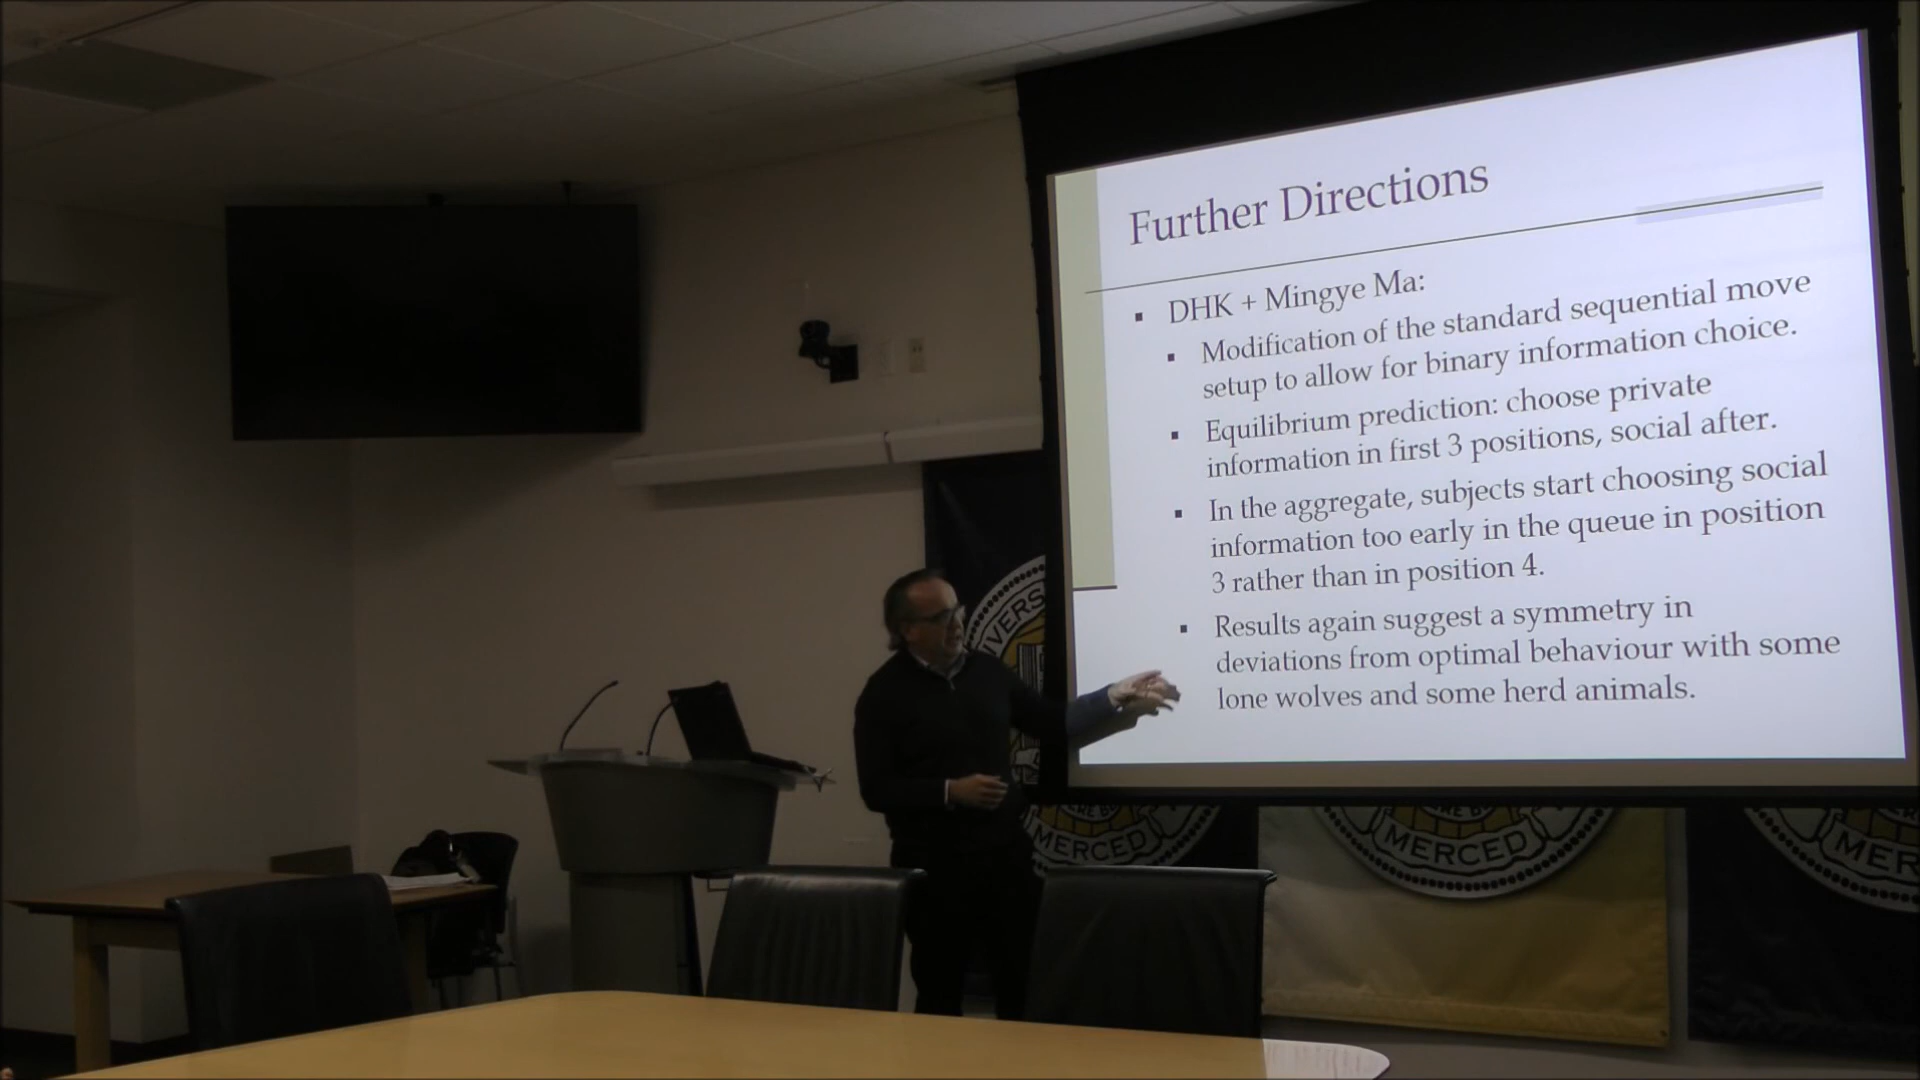 Further Directions
▪ DHK + Mingye Ma:
▪ Modification of the standard sequential move
setup to allow for binary information choice.
▪ Equilibrium prediction: choose private
information in first 3 positions, social after.
▪ In the aggregate, subjects start choosing social
information too early in the queue in position
3 rather than in position 4.
▪ Results again suggest a symmetry in
deviations from optimal behaviour with some
lone wolves and some herd animals.
IVERS
MERCED
MERCED
MER